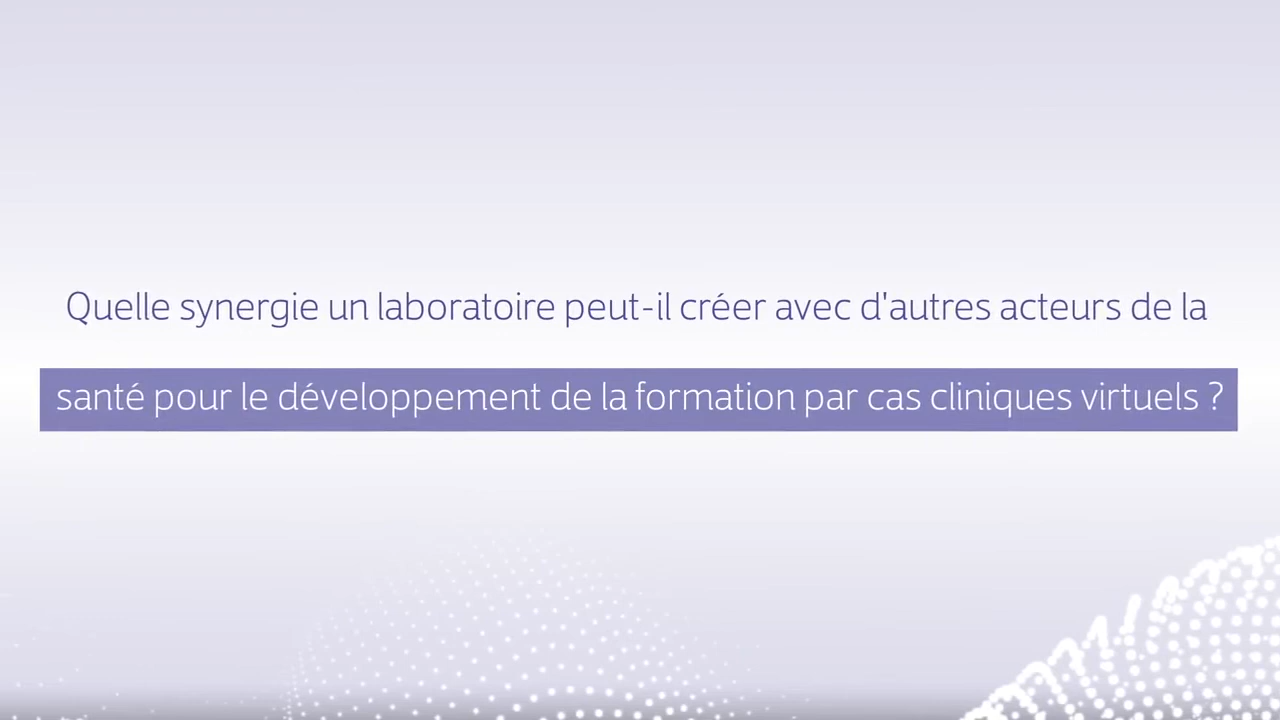 Quelle synergie un laboratoire peut-il créer avec d'autres acteurs de la
santé pour le développement de la formation par cas cliniques virtuels ?